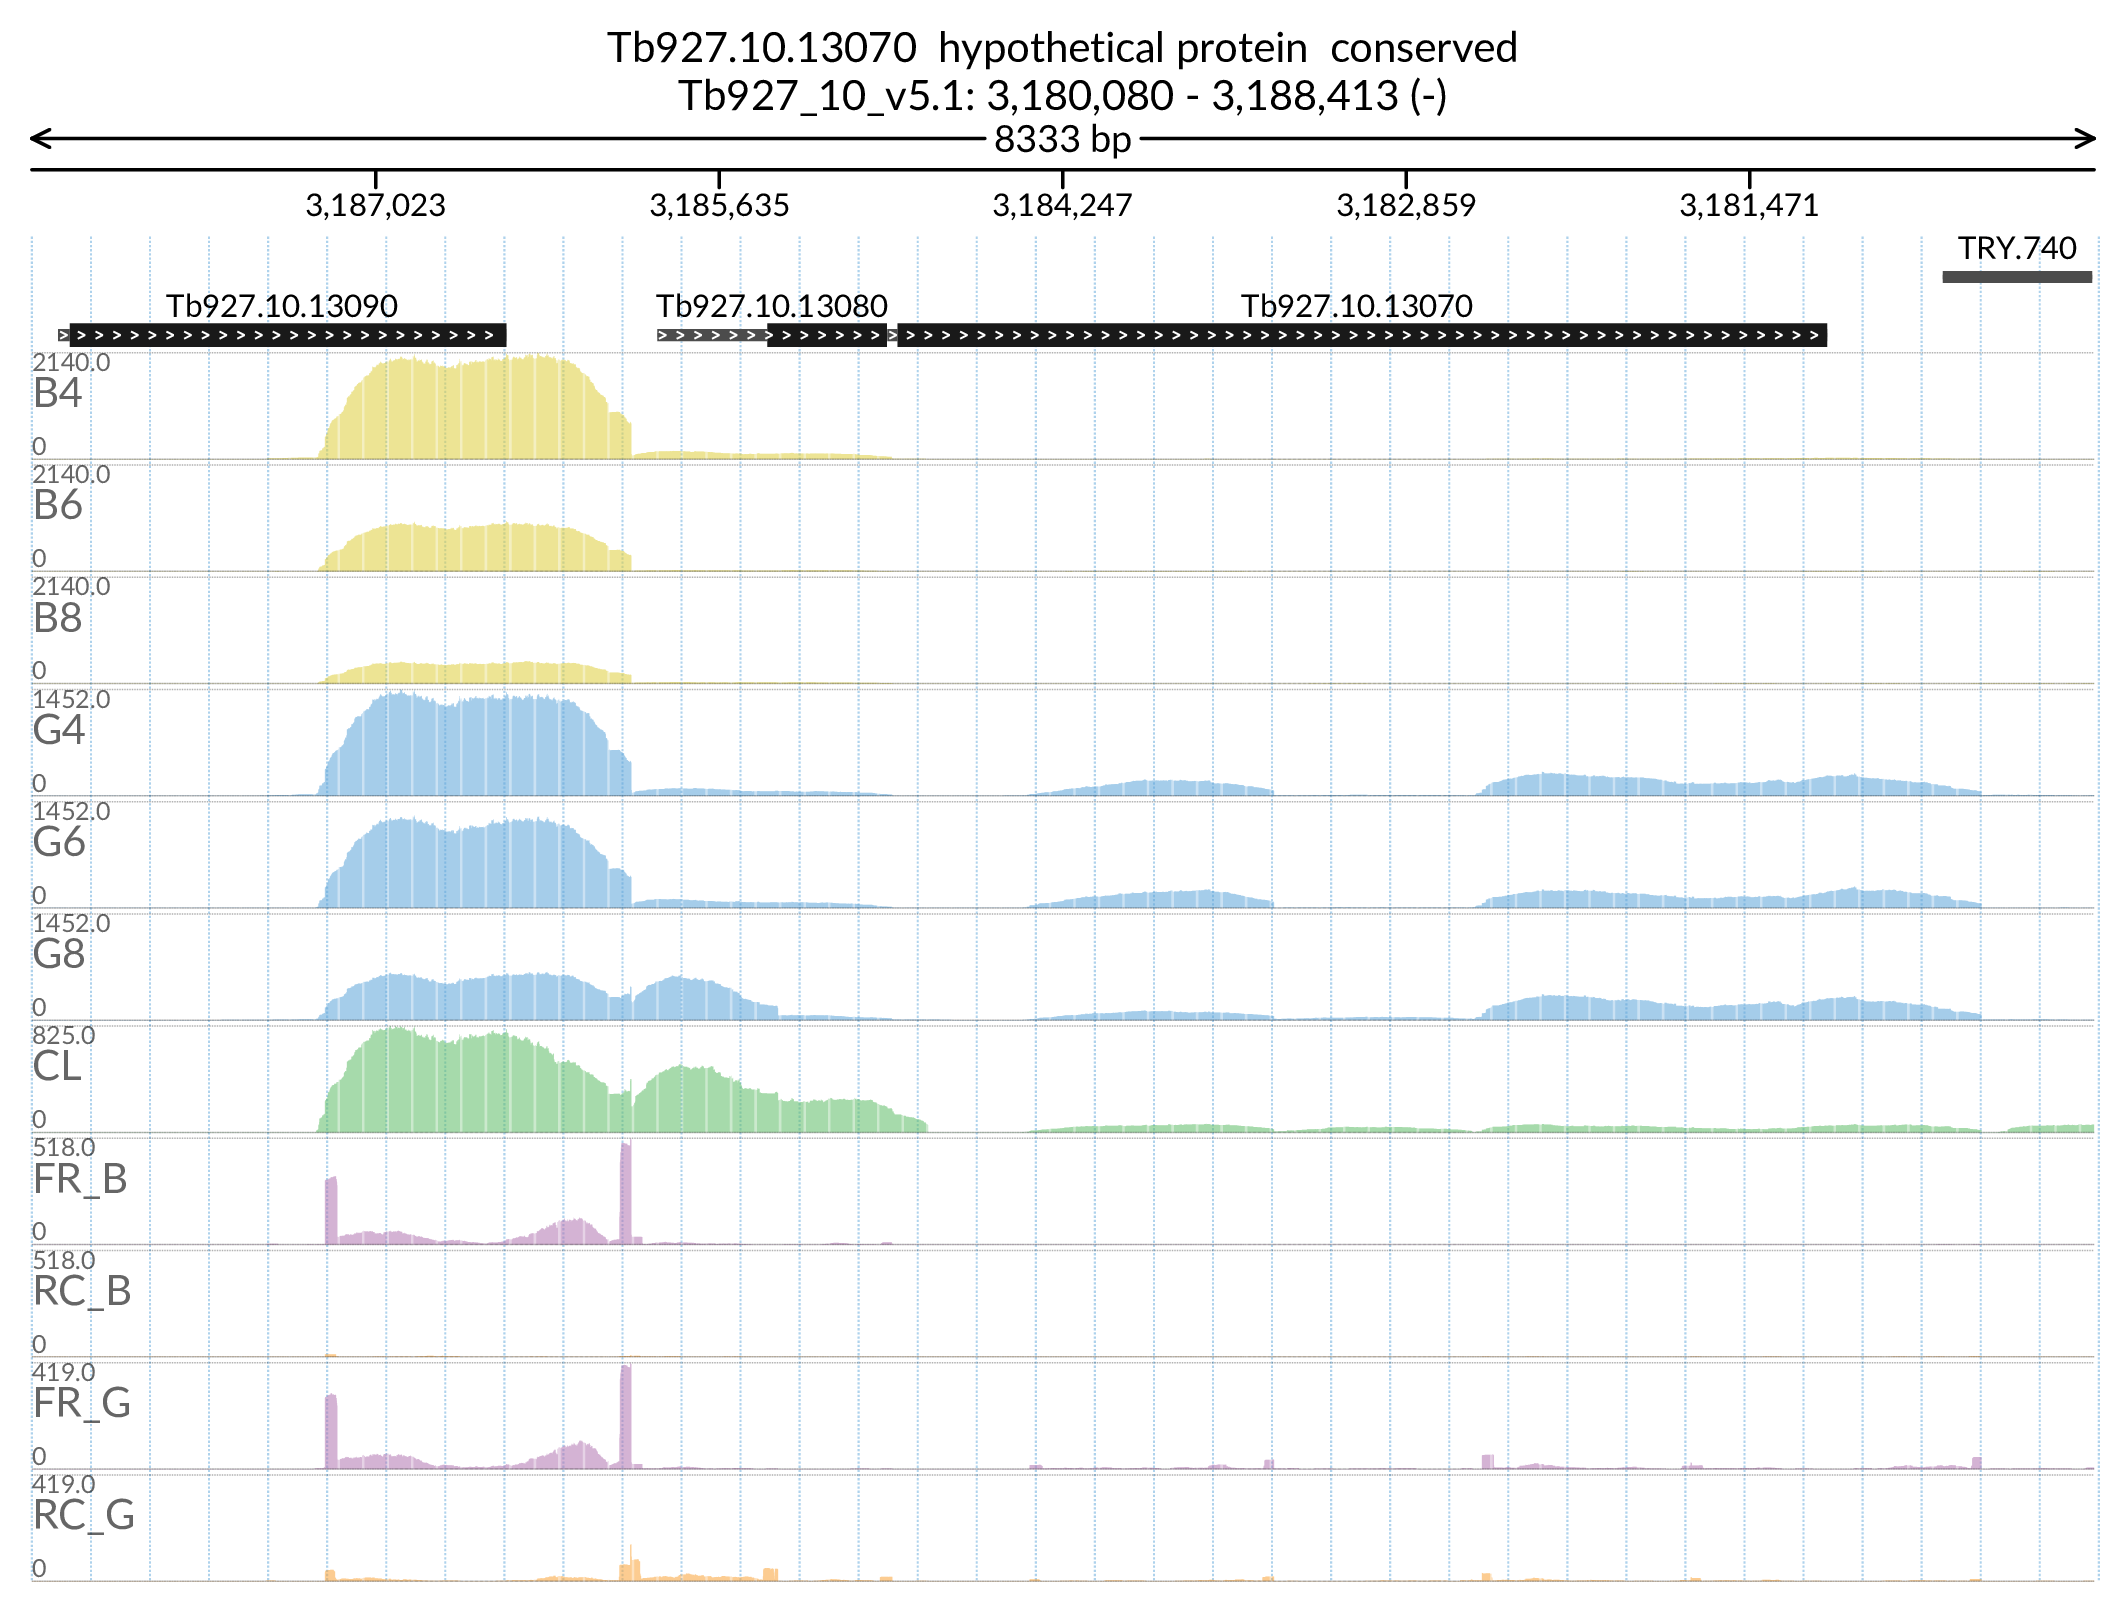 Tb927.10.13070 hypothetical protein conserved
Tb927_10_v5.1: 3,180,080 - 3,188,413 (-)
8333 bp
3,187,023 3,185,635 3,184,247 3,182,859 3,181,471
TRY.740
Tb927.10.13090 Tb927.10.13080 Tb927.10.13070
2140.0
B4
0
2140.0
B6
0
2140.0
B8
0
1452.0
G4
0
1452.0
G6
0
1452.0
G8
0
825.0
CL
0
518.0
FR_B
0
518.0
RC_B
0
419.0
FR_G
0
419.0
RC_G
0